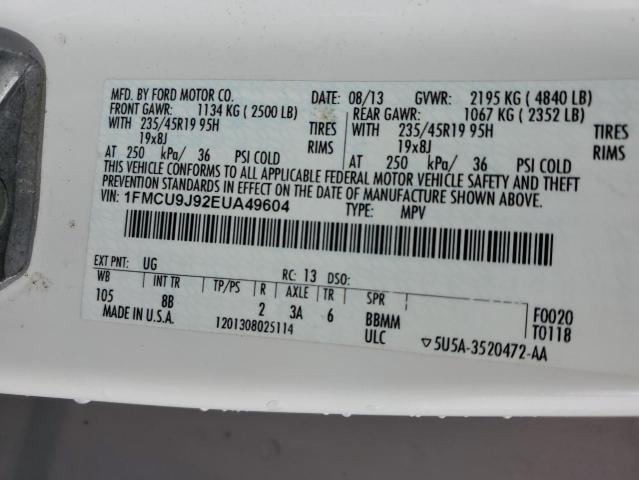 MFD. BY FORD MOTOR CO. DATE: 08/13 GVWR: 2195 KG ( 4840 LB)
FRONT GAWR: 1134 KG ( 2500 LB) REAR GAWR: 1067 KG ( 2352 LB)
WITH 235/45R19 95H TIRES WITH 235/45R19 95H TIRES
19x8J RIMS 19x8J RIMS
AT 250 kPa/ 36 PSI COLD AT 250 kPa/ 36 PSI COLD
THIS VEHICLE CONFORMS TO ALL APPLICABLE FEDERAL MOTOR VEHICLE SAFETY AND THEFT
PREVENTION STANDARDS IN EFFECT ON THE DATE OF MANUFACTURE SHOWN ABOVE.
VIN: 1FMCU9J92EUA49604 TYPE: MPV
EXT PNT: UG RC: 13 DSO:
WB INT TR TP/PS R AXLE TR SPR
105 8B 2 3A 6 BBMM F0020
MADE IN U.S.A. 1201308025114 ULC T0118
▽5U5A-3520472-AA